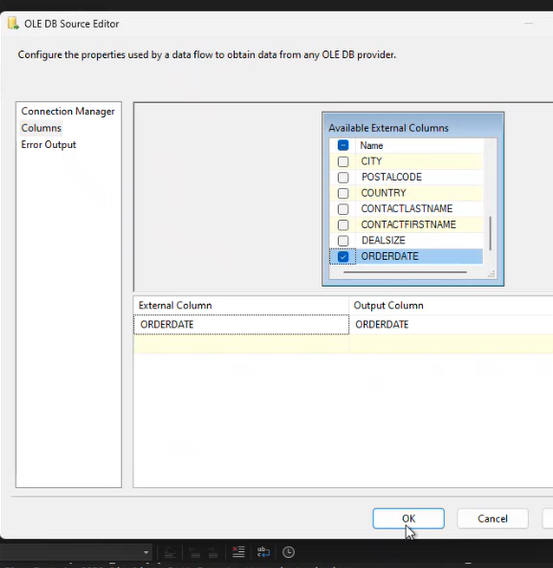 OLE DB Source Editor
Configure the properties used by a data flow to obtain data from any OLE DB provider.
Connection Manager
Columns
Error Output
Available External Columns
Name
CITY
POSTALCODE
COUNTRY
CONTACTLASTNAME
CONTACTFIRSTNAME
DEALSIZE
ORDERDATE
External Column Output Column
ORDERDATE ORDERDATE
OK Cancel